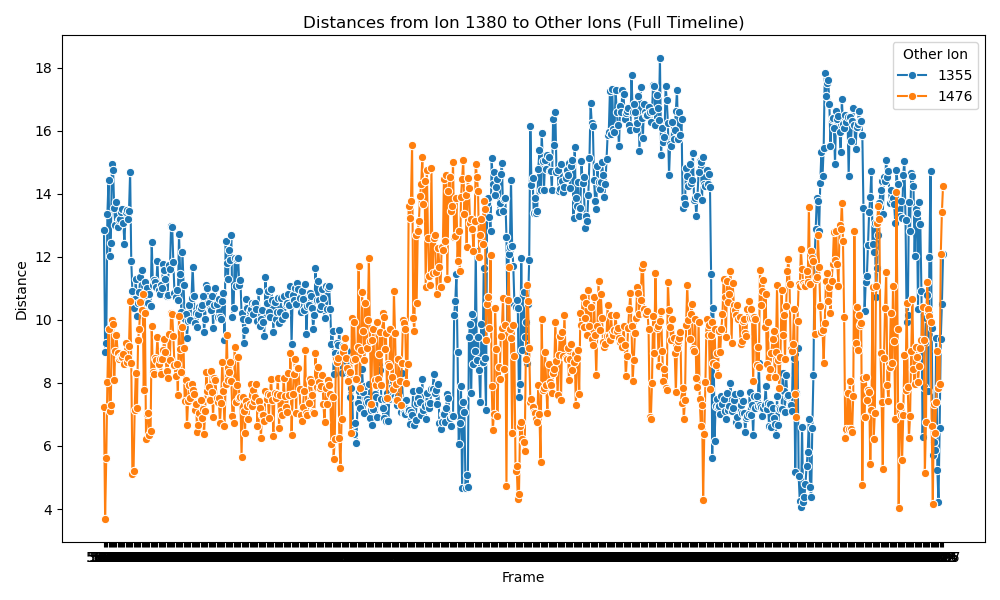 Distances from Ion 1380 to Other Ions (Full Timeline)
Other Ion
1355
1476
18
16
14
12
10
8
6
4
Distance
Frame